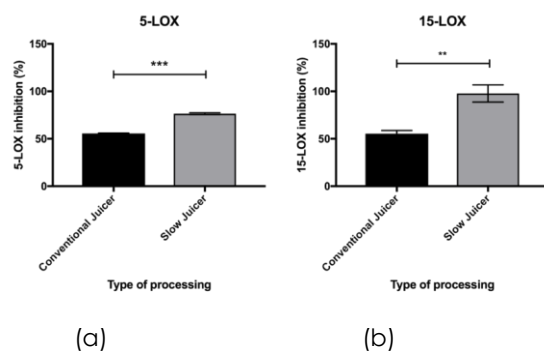 5-LOX
150
100
50
0
5-LOX inhibition (%)
***
Conventional Juicer
Slow Juicer
Type of processing
(a)
15-LOX
150
100
50
0
15-LOX inhibition (%)
**
Conventional Juicer
Slow Juicer
Type of processing
(b)